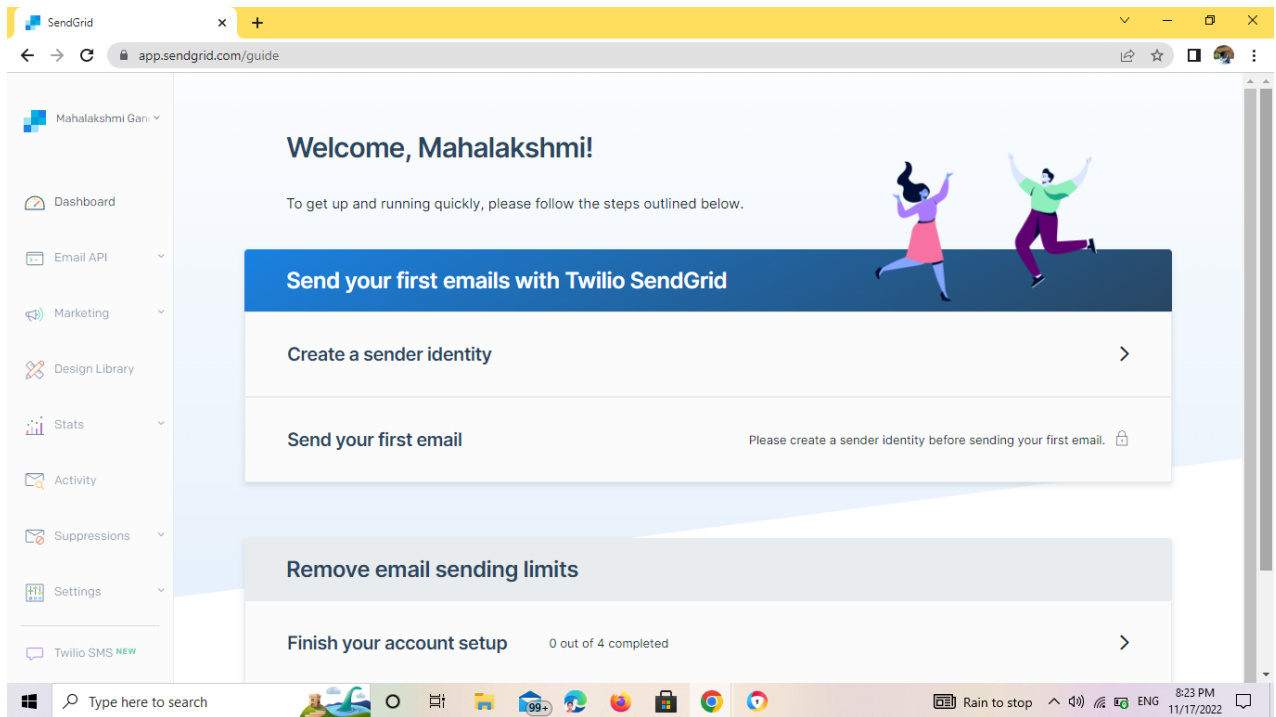 SendGrid
app.sendgrid.com/guide
Mahalakshmi Gan
Dashboard
Email API
Marketing
Design Library
Stats
Activity
Suppressions
Settings
Twilio SMS NEW
Welcome, Mahalakshmi!
To get up and running quickly, please follow the steps outlined below.
Send your first emails with Twilio SendGrid
Create a sender identity
Send your first email Please create a sender identity before sending your first email.
Remove email sending limits
Finish your account setup 0 out of 4 completed
Type here to search
99+
Rain to stop
ENG
8:23 PM
11/17/2022